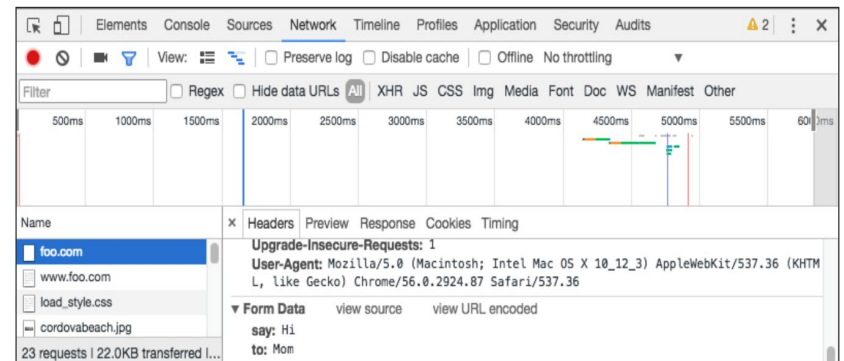 Elements Console Sources Network Timeline Profiles Application Security Audits 2
View: Preserve log Disable cache Offline No throttling
Filter Regex Hide data URLs All XHR JS CSS Img Media Font Doc WS Manifest Other
500ms 1000ms 1500ms 2000ms 2500ms 3000ms 3500ms 4000ms 4500ms 5000ms 5500ms
Name × Headers Preview Response Cookies Timing
foo.com
www.foo.com
load_style.css
cordovabeach.jpg
23 requests | 22.0KB transferred |...
Upgrade-Insecure-Requests: 1
User-Agent: Mozilla/5.0 (Macintosh; Intel Mac OS X 10_12_3) AppleWebKit/537.36 (KHTM
L, like Gecko) Chrome/56.0.2924.87 Safari/537.36
▼ Form Data view source view URL encoded
say: Hi
to: Mom